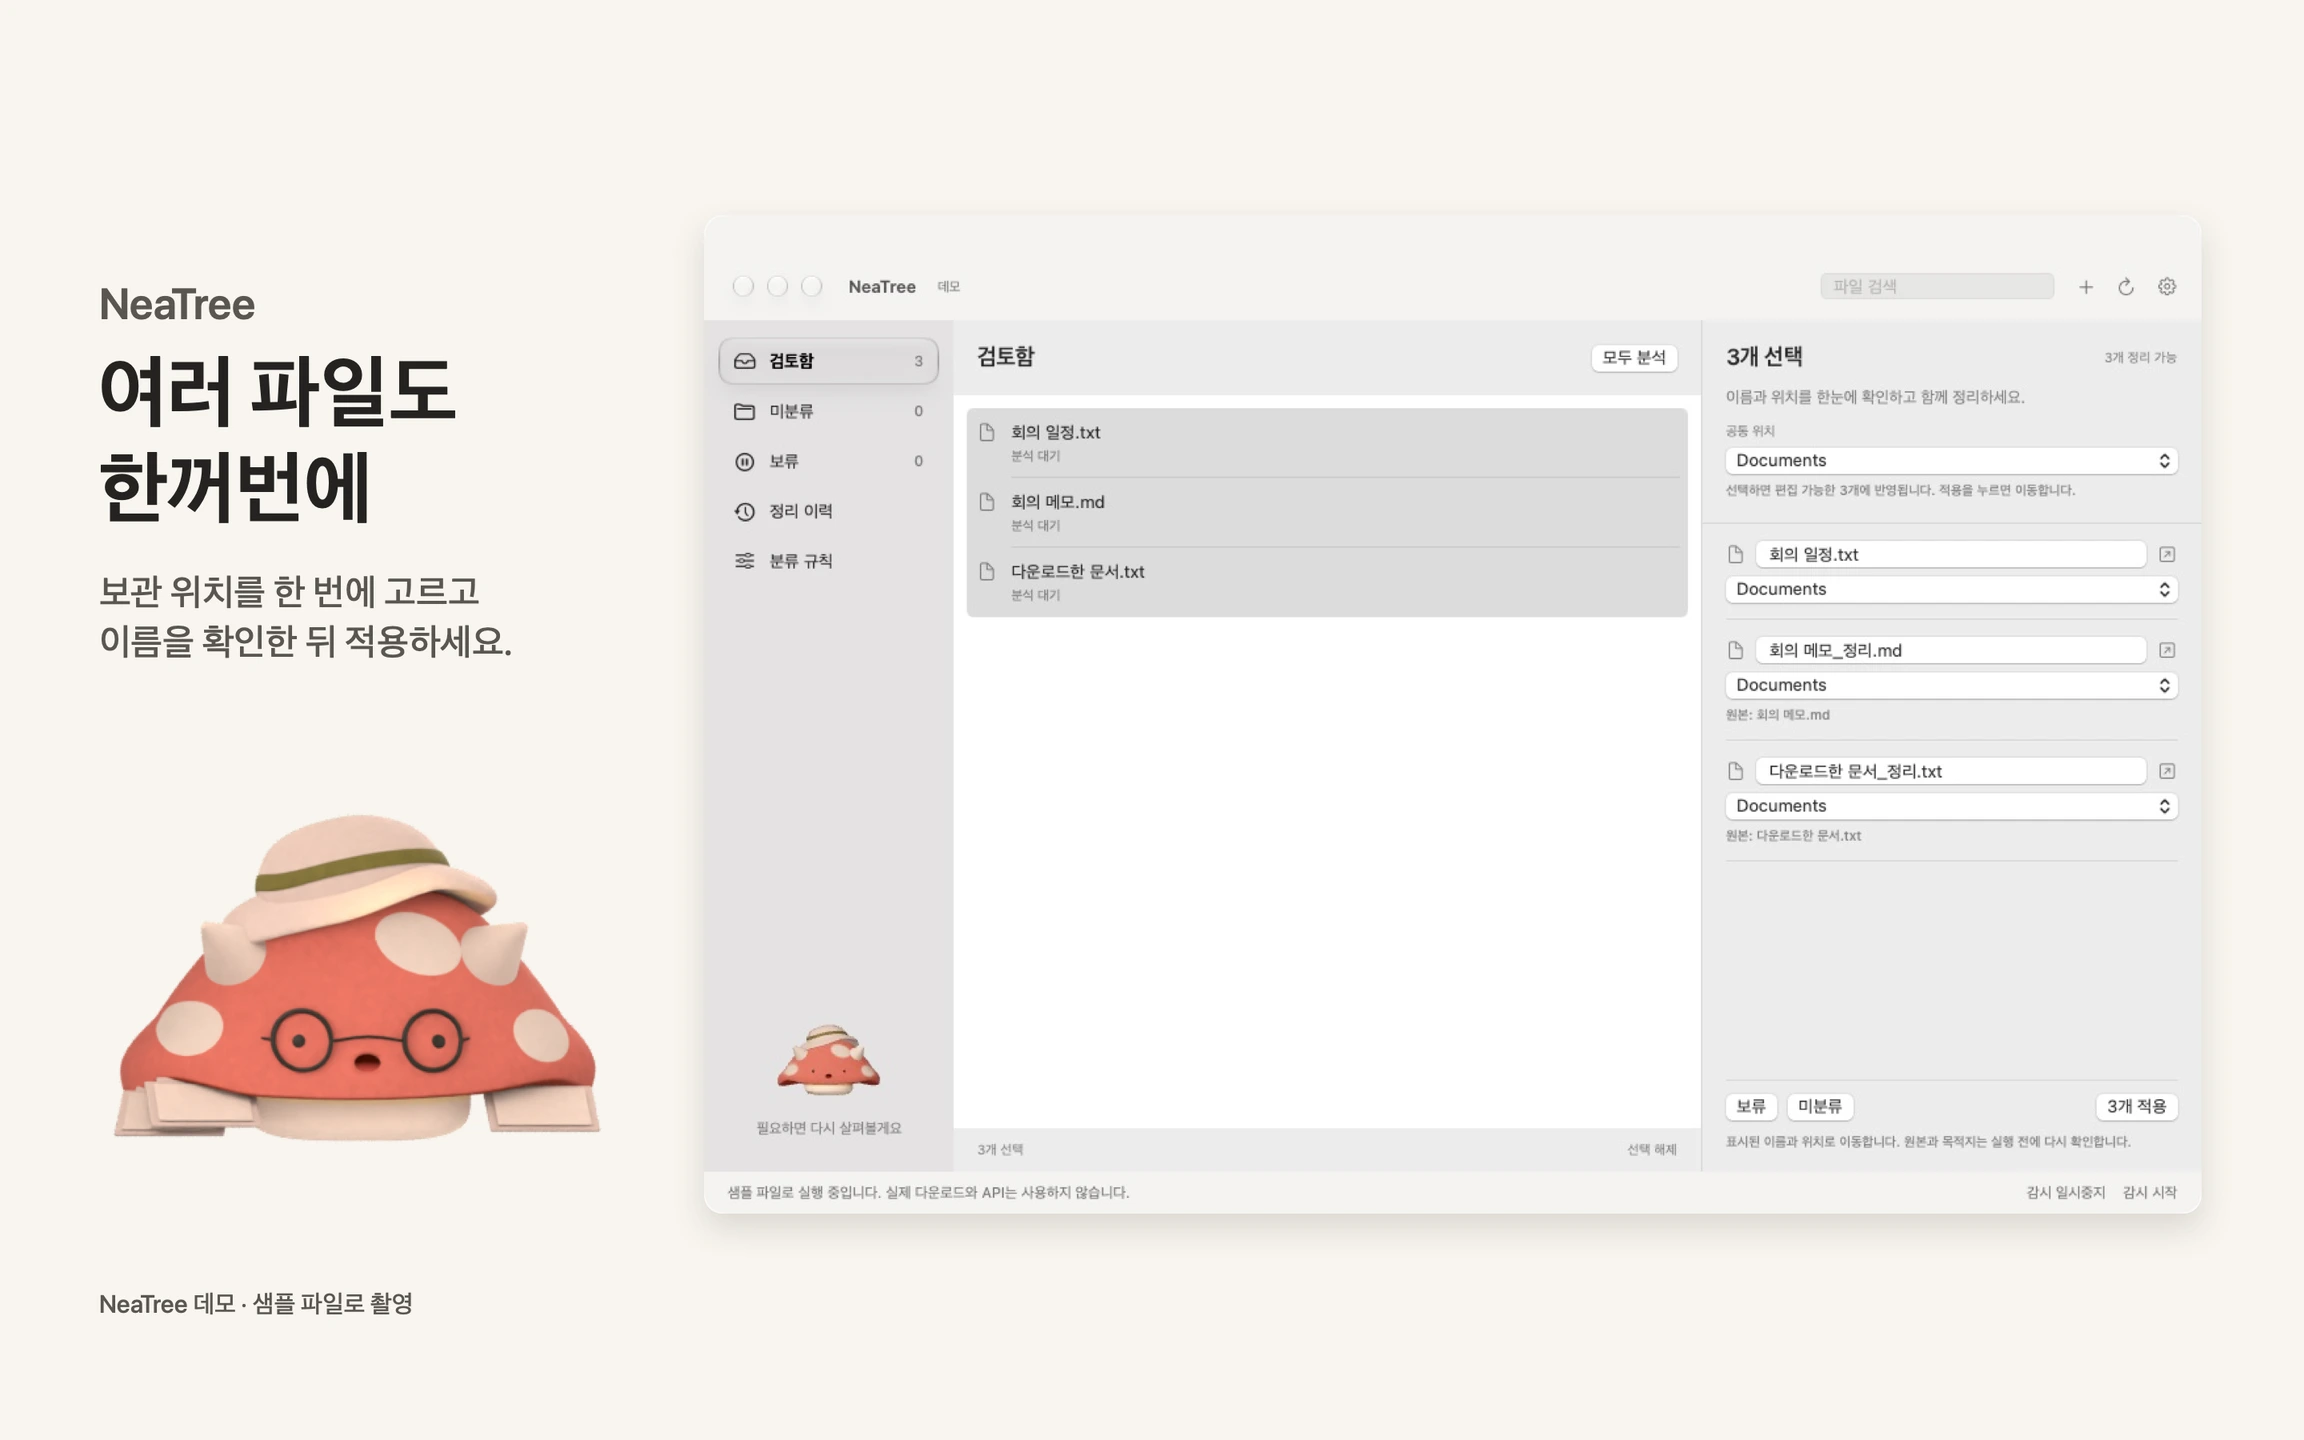 NeaTree
여러 파일도
한꺼번에
보관 위치를 한 번에 고르고
이름을 확인한 뒤 적용하세요.
NeaTree 데모 · 샘플 파일로 촬영
NeaTree 데모
파일 검색
검토함 3
미분류 0
보류 0
정리 이력
분류 규칙
필요하면 다시 살펴볼게요
검토함 모두 분석
회의 일정.txt
분석 대기
회의 메모.md
분석 대기
다운로드한 문서.txt
분석 대기
3개 선택 선택 해제
3개 선택 3개 정리 가능
이름과 위치를 한눈에 확인하고 함께 정리하세요.
공통 위치
Documents
선택하면 편집 가능한 3개에 반영됩니다. 적용을 누르면 이동합니다.
회의 일정.txt
Documents
회의 메모_정리.md
Documents
원본: 회의 메모.md
다운로드한 문서_정리.txt
Documents
원본: 다운로드한 문서.txt
보류 미분류 3개 적용
표시된 이름과 위치로 이동합니다. 원본과 목적지는 실행 전에 다시 확인합니다.
샘플 파일로 실행 중입니다. 실제 다운로드와 API는 사용하지 않습니다.
감시 일시중지 감시 시작